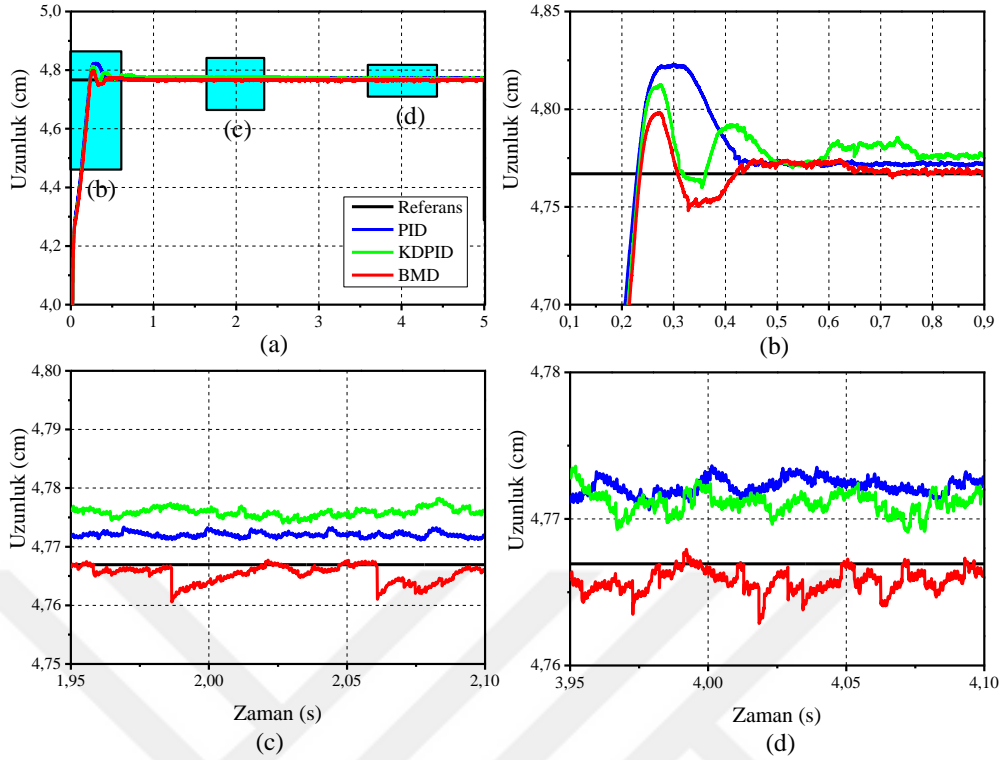 5,0
4,8
4,6
4,4
4,2
4,0
Uzunluk (cm)
(b)
(c)
(d)
Referans
PID
KDPID
BMD
0 1 2 3 4 5
(a)
4,85
4,80
4,75
4,70
Uzunluk (cm)
0,1 0,2 0,3 0,4 0,5 0,6 0,7 0,8 0,9
(b)
4,80
4,79
4,78
4,77
4,76
4,75
Uzunluk (cm)
1,95 2,00 2,05 2,10
Zaman (s)
(c)
4,78
4,77
4,76
Uzunluk (cm)
3,95 4,00 4,05 4,10
Zaman (s)
(d)